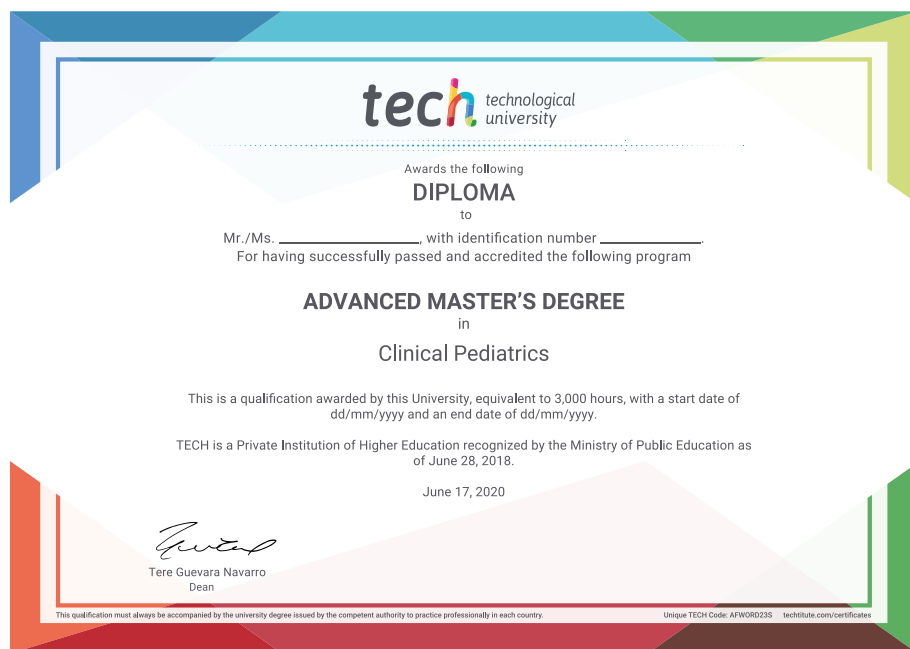 tech technological
university
Awards the following
DIPLOMA
to
Mr./Ms. ____________________, with identification number ______________.
For having successfully passed and accredited the following program
ADVANCED MASTER'S DEGREE
in
Clinical Pediatrics
This is a qualification awarded by this University, equivalent to 3,000 hours, with a start date of
dd/mm/yyyy and an end date of dd/mm/yyyy.
TECH is a Private Institution of Higher Education recognized by the Ministry of Public Education as
of June 28, 2018.
June 17, 2020
Tere Guevara Navarro
Dean
This qualification must always be accompanied by the university degree issued by the competent authority to practice professionally in each country.
Unique TECH Code: AFWORD23S techtitute.com/certificates